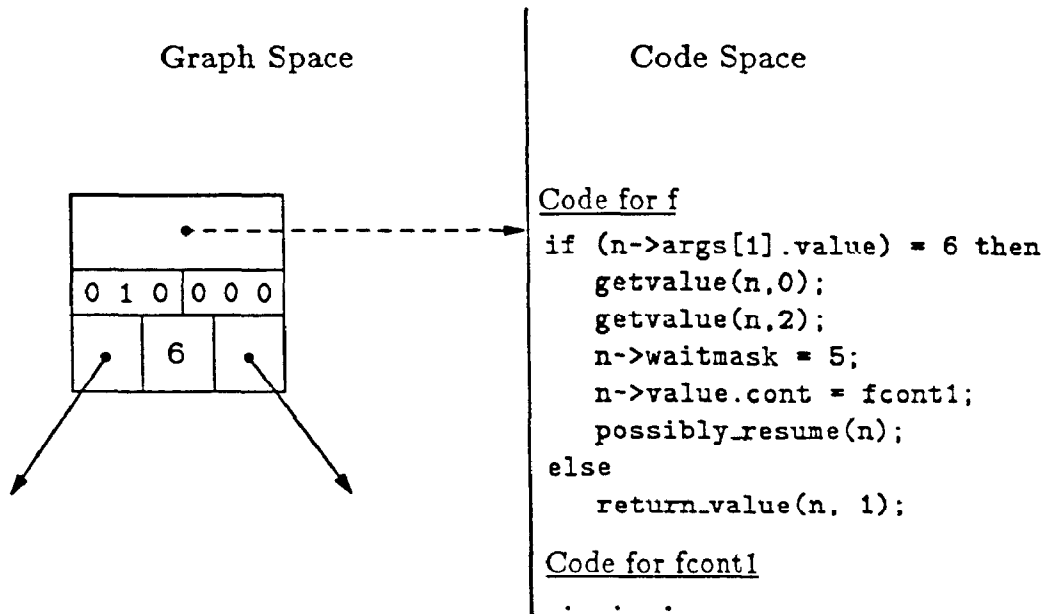 Graph Space
Code Space
0 1 0 0 0 0
6
Code for f
if (n->args[1].value) = 6 then
getvalue(n,0);
getvalue(n,2);
n->waitmask = 5;
n->value.cont = fcont1;
possibly_resume(n);
else
return_value(n, 1);
Code for fcont1
. . .